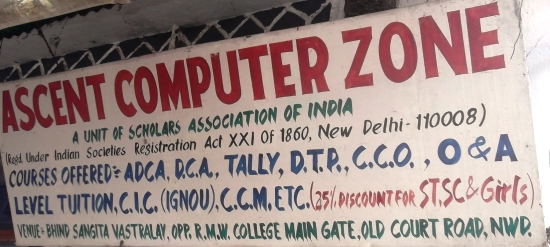 ASCENT COMPUTER ZONE
A UNIT OF SCHOLARS ASSOCIATION OF INDIA
(Regd. Under Indian Societies Registration Act XXI Of 1860, New Delhi-110008)
COURSES OFFERED:- ADCA, D.C.A., TALLY, D.T.P., C.C.O. , O & A
LEVEL TUITION, C.I.C. (IGNOU). C.C.M, ETC. (25% DISCOUNT FOR ST,SC & Girls)
VENUE:- BHIND SANGITA VASTRALAY, OPP. R.M.W. COLLEGE MAIN GATE, OLD COURT ROAD, NWD.